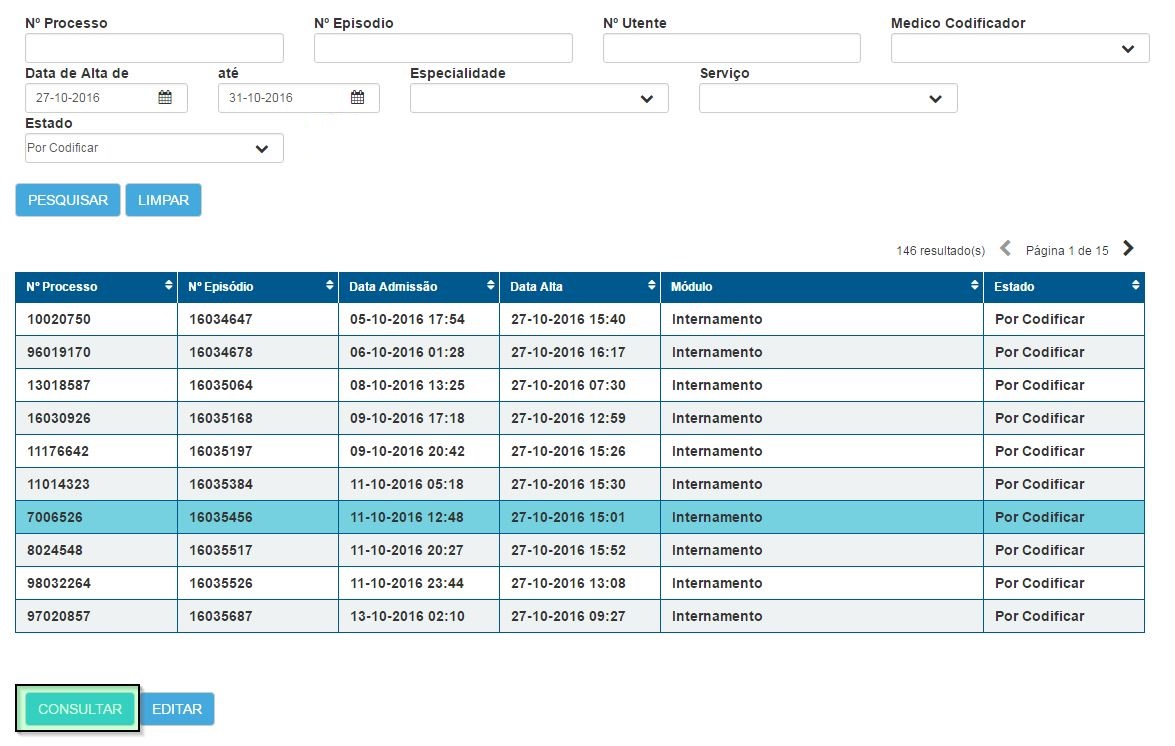 Nº Processo Nº Episodio Nº Utente Medico Codificador
Data de Alta de até Especialidade Serviço
27-10-2016 31-10-2016
Estado
Por Codificar
PESQUISAR LIMPAR
146 resultado(s) Página 1 de 15
Nº Processo Nº Episódio Data Admissão Data Alta Módulo Estado
10020750 16034647 05-10-2016 17:54 27-10-2016 15:40 Internamento Por Codificar
96019170 16034678 06-10-2016 01:28 27-10-2016 16:17 Internamento Por Codificar
13018587 16035064 08-10-2016 13:25 27-10-2016 07:30 Internamento Por Codificar
16030926 16035168 09-10-2016 17:18 27-10-2016 12:59 Internamento Por Codificar
11176642 16035197 09-10-2016 20:42 27-10-2016 15:26 Internamento Por Codificar
11014323 16035384 11-10-2016 05:18 27-10-2016 15:30 Internamento Por Codificar
7006526 16035456 11-10-2016 12:48 27-10-2016 15:01 Internamento Por Codificar
8024548 16035517 11-10-2016 20:27 27-10-2016 15:52 Internamento Por Codificar
98032264 16035526 11-10-2016 23:44 27-10-2016 13:08 Internamento Por Codificar
97020857 16035687 13-10-2016 02:10 27-10-2016 09:27 Internamento Por Codificar
CONSULTAR EDITAR